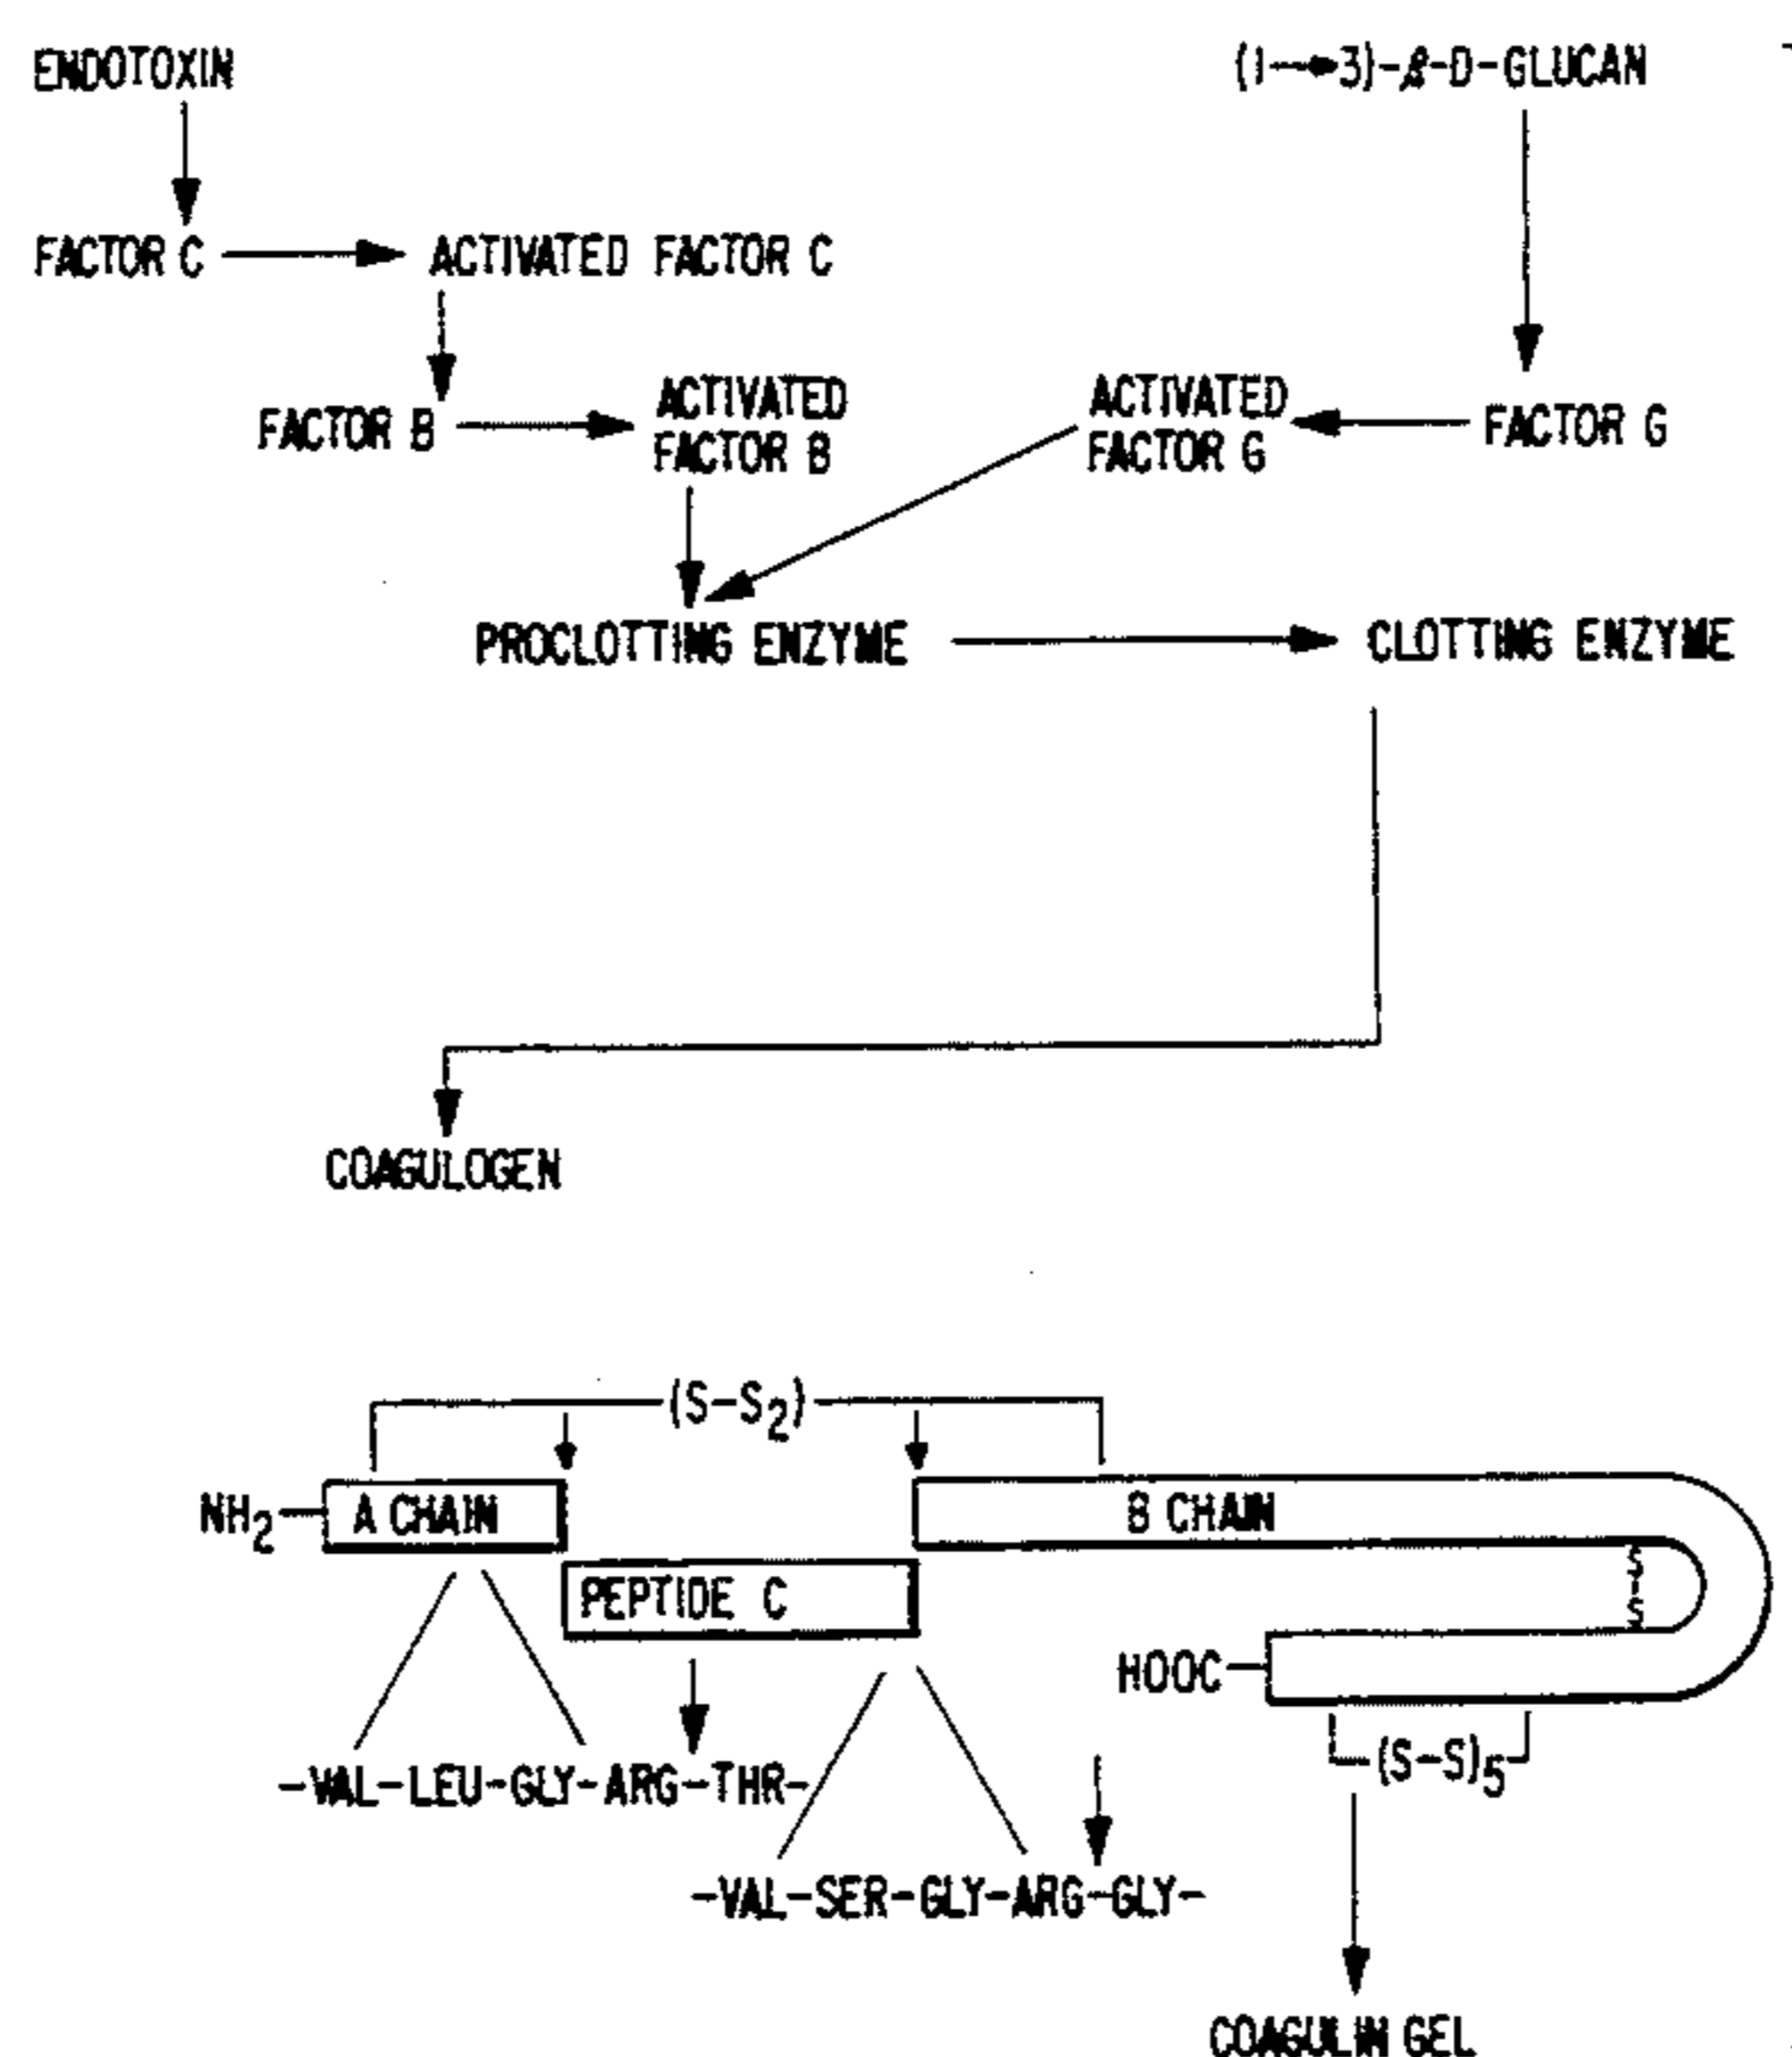 ENDOTOXIN
(1→3)-β-D-GLUCAN
FACTOR C
ACTIVATED FACTOR C
FACTOR B
ACTIVATED
FACTOR B
ACTIVATED
FACTOR G
FACTOR G
PROCLOTTING ENZYME
CLOTTING ENZYME
COAGULOGEN
(S-S₂)
NH₂
A CHAIN
B CHAIN
PEPTIDE C
S
S
HOOC
(S-S)₅
-VAL-LEU-GLY-ARG-THR-
-VAL-SER-GLY-ARG-GLY-
COAGULIN GEL